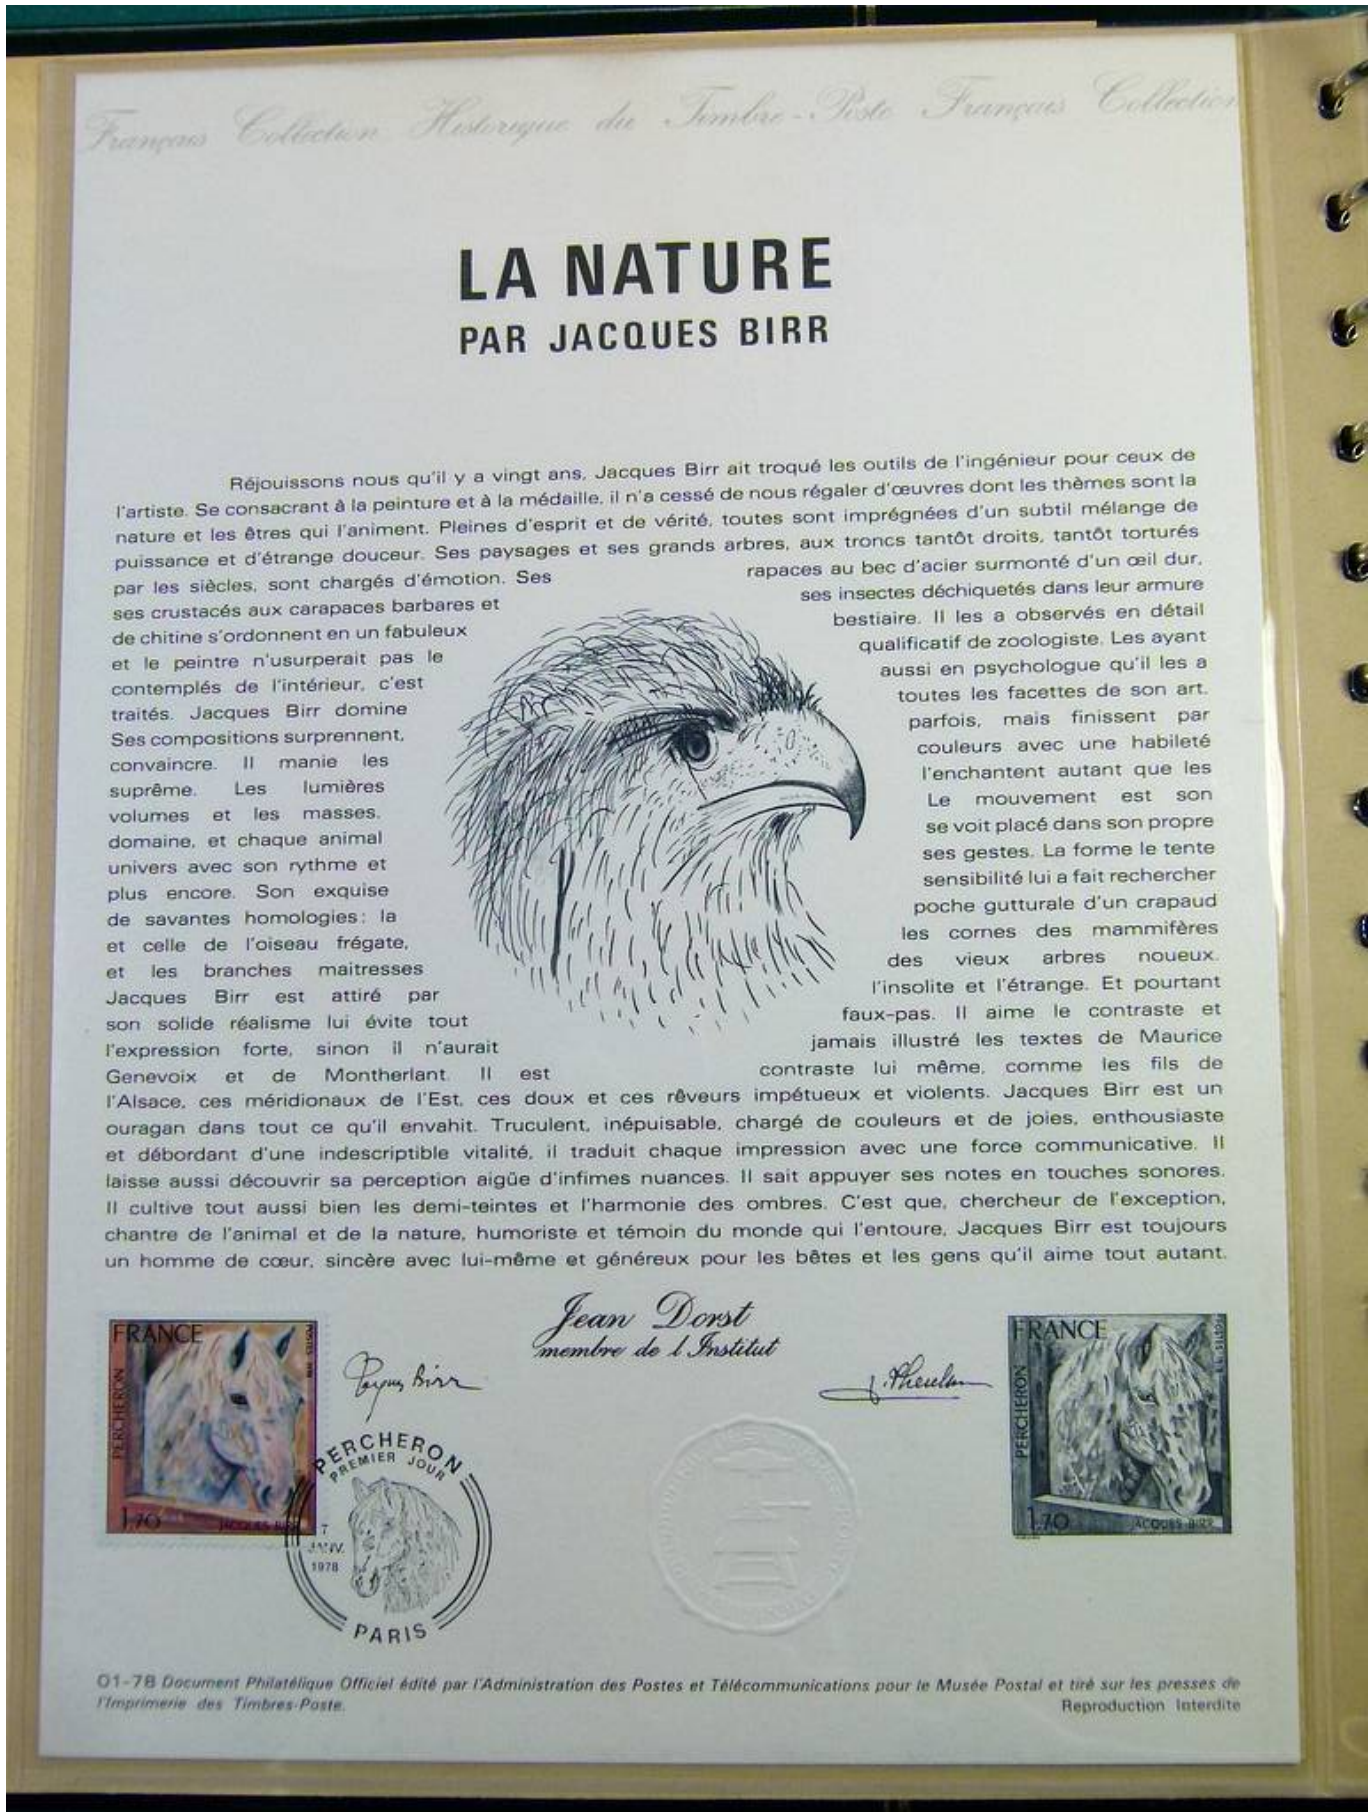 Français Collection Historique du Timbre-Poste Français Collection
LA NATURE
PAR JACQUES BIRR
Réjouissons nous qu'il y a vingt ans, Jacques Birr ait troqué les outils de l'ingénieur pour ceux de
l'artiste. Se consacrant à la peinture et à la médaille, il n'a cessé de nous régaler d'œuvres dont les thèmes sont la
nature et les êtres qui l'animent. Pleines d'esprit et de vérité, toutes sont imprégnées d'un subtil mélange de
puissance et d'étrange douceur. Ses paysages et ses grands arbres, aux troncs tantôt droits, tantôt torturés
par les siècles, sont chargés d'émotion. Ses rapaces au bec d'acier surmonté d'un œil dur,
ses crustacés aux carapaces barbares et ses insectes déchiquetés dans leur armure
de chitine s'ordonnent en un fabuleux bestiaire. Il les a observés en détail
et le peintre n'usurperait pas le qualificatif de zoologiste. Les ayant
contemplés de l'intérieur, c'est aussi en psychologue qu'il les a
traités. Jacques Birr domine toutes les facettes de son art.
Ses compositions surprennent, parfois, mais finissent par
convaincre. Il manie les couleurs avec une habileté
suprême. Les lumières l'enchantent autant que les
volumes et les masses. Le mouvement est son
domaine, et chaque animal se voit placé dans son propre
univers avec son rythme et ses gestes. La forme le tente
plus encore. Son exquise sensibilité lui a fait rechercher
de savantes homologies: la poche gutturale d'un crapaud
et celle de l'oiseau frégate, les cornes des mammifères
et les branches maitresses des vieux arbres noueux.
Jacques Birr est attiré par l'insolite et l'étrange. Et pourtant
son solide réalisme lui évite tout faux-pas. Il aime le contraste et
l'expression forte, sinon il n'aurait jamais illustré les textes de Maurice
Genevoix et de Montherlant. Il est contraste lui même, comme les fils de
l'Alsace, ces méridionaux de l'Est, ces doux et ces rêveurs impétueux et violents. Jacques Birr est un
ouragan dans tout ce qu'il envahit. Truculent, inépuisable, chargé de couleurs et de joies, enthousiaste
et débordant d'une indescriptible vitalité, il traduit chaque impression avec une force communicative. Il
laisse aussi découvrir sa perception aigüe d'infimes nuances. Il sait appuyer ses notes en touches sonores.
Il cultive tout aussi bien les demi-teintes et l'harmonie des ombres. C'est que, chercheur de l'exception,
chantre de l'animal et de la nature, humoriste et témoin du monde qui l'entoure, Jacques Birr est toujours
un homme de cœur, sincère avec lui-même et généreux pour les bêtes et les gens qu'il aime tout autant.
Jean Dorst
membre de l'Institut
FRANCE
POSTES 1978
PERCHERON
1,70
JACQUES BIRR
Jacques Birr
PERCHERON
PREMIER JOUR
7
JANV.
1978
PARIS
FRANCE
PERCHERON
1,70
JACQUES BIRR
01-78 Document Philatélique Officiel édité par l'Administration des Postes et Télécommunications pour le Musée Postal et tiré sur les presses de
l'Imprimerie des Timbres-Poste.
Reproduction Interdite